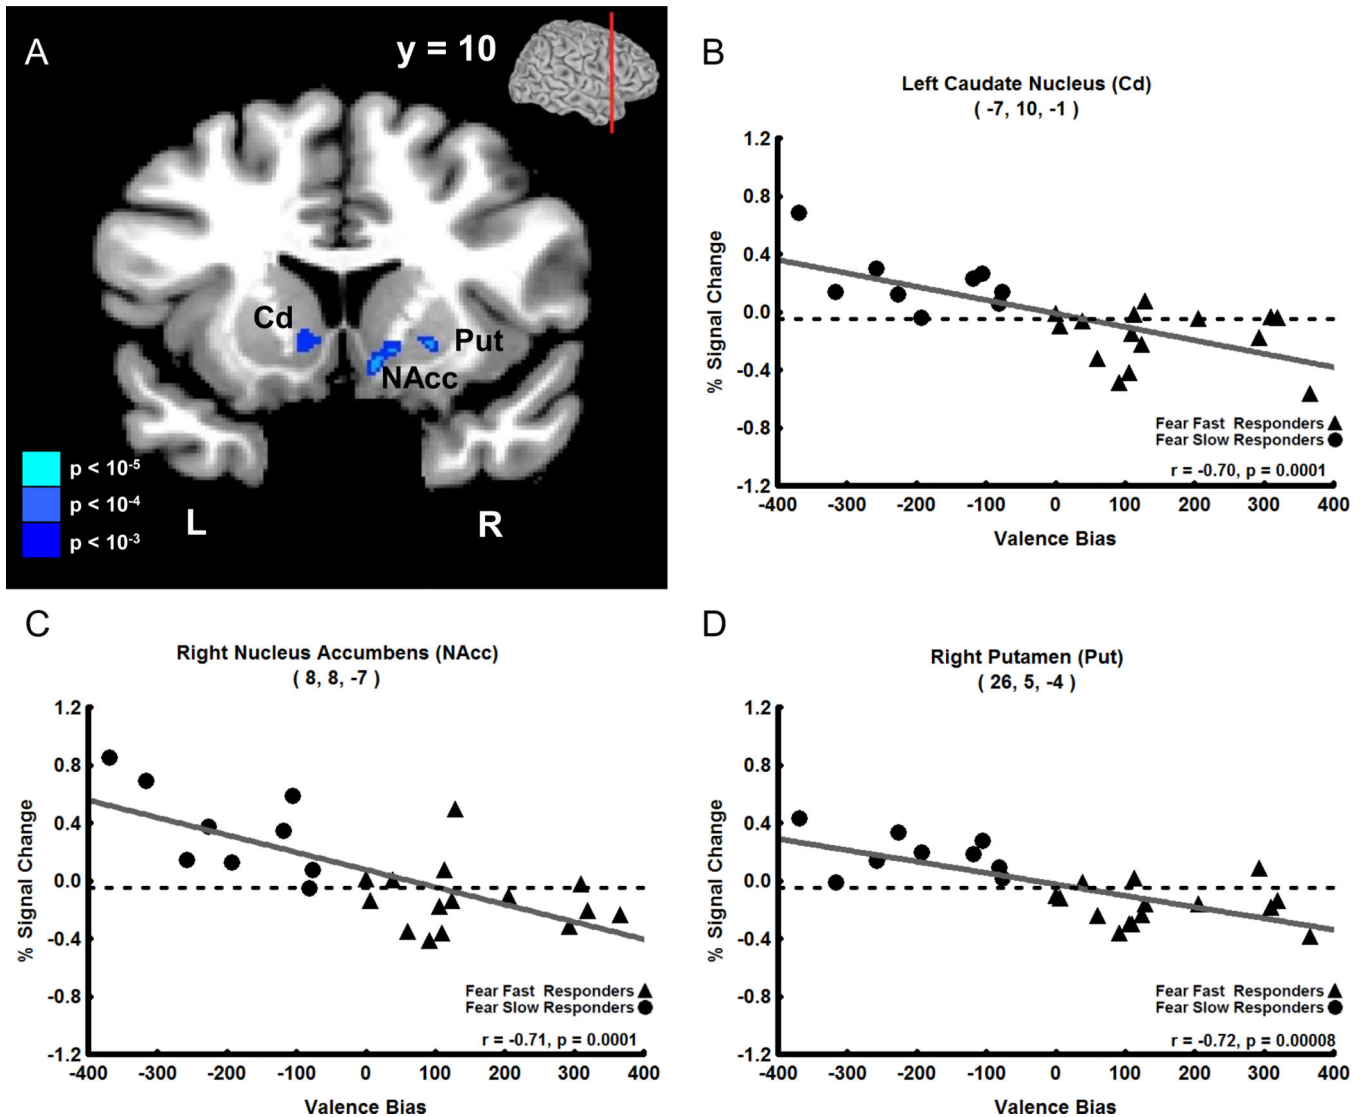 A
y = 10
Cd
Put
NAcc
p < 10-5
p < 10-4
p < 10-3
L
R
B
Left Caudate Nucleus (Cd)
( -7, 10, -1 )
1.2
0.8
0.4
0.0
-0.4
-0.8
-1.2
% Signal Change
Fear Fast Responders
Fear Slow Responders
r = -0.70, p = 0.0001
-400 -300 -200 -100 0 100 200 300 400
Valence Bias
C
Right Nucleus Accumbens (NAcc)
( 8, 8, -7 )
1.2
0.8
0.4
0.0
-0.4
-0.8
-1.2
% Signal Change
Fear Fast Responders
Fear Slow Responders
r = -0.71, p = 0.0001
-400 -300 -200 -100 0 100 200 300 400
Valence Bias
D
Right Putamen (Put)
( 26, 5, -4 )
1.2
0.8
0.4
0.0
-0.4
-0.8
-1.2
% Signal Change
Fear Fast Responders
Fear Slow Responders
r = -0.72, p = 0.00008
-400 -300 -200 -100 0 100 200 300 400
Valence Bias